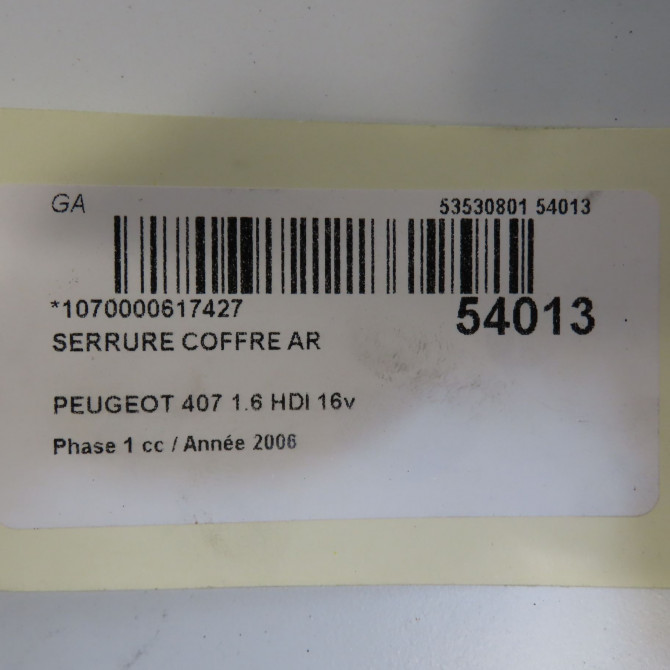 GA 53530801 54013
*1070000617427 54013
SERRURE COFFRE AR
PEUGEOT 407 1.6 HDI 16v
Phase 1 cc / Année 2006